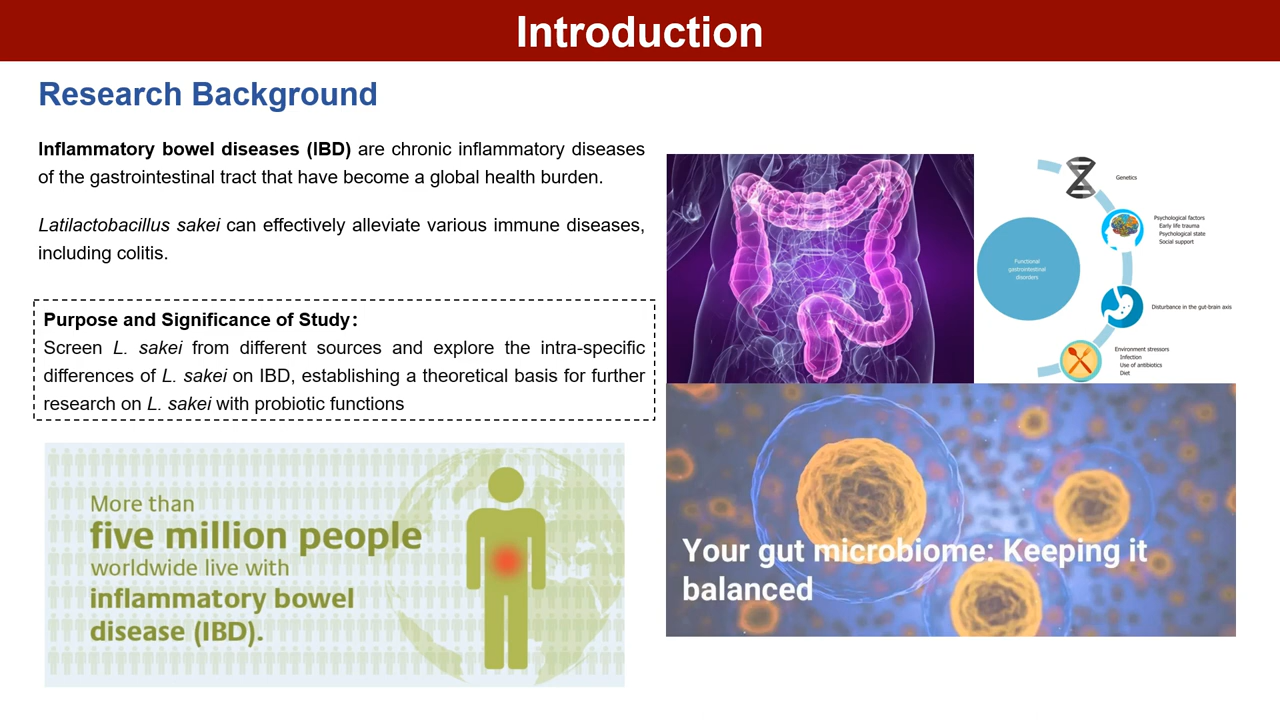 Introduction
Research Background
Inflammatory bowel diseases (IBD) are chronic inflammatory diseases
of the gastrointestinal tract that have become a global health burden.
Latilactobacillus sakei can effectively alleviate various immune diseases,
including colitis.
Purpose and Significance of Study:
Screen L. sakei from different sources and explore the intra-specific
differences of L. sakei on IBD, establishing a theoretical basis for further
research on L. sakei with probiotic functions
More than
five million people
worldwide live with
inflammatory bowel
disease (IBD).
Functional
gastrointestinal
disorders
Genetics
Psychological factors
Early life trauma
Psychological state
Social support
Disturbance in the gut-brain axis
Environment stressors
Infection
Use of antibiotics
Diet
Your gut microbiome: Keeping it
balanced